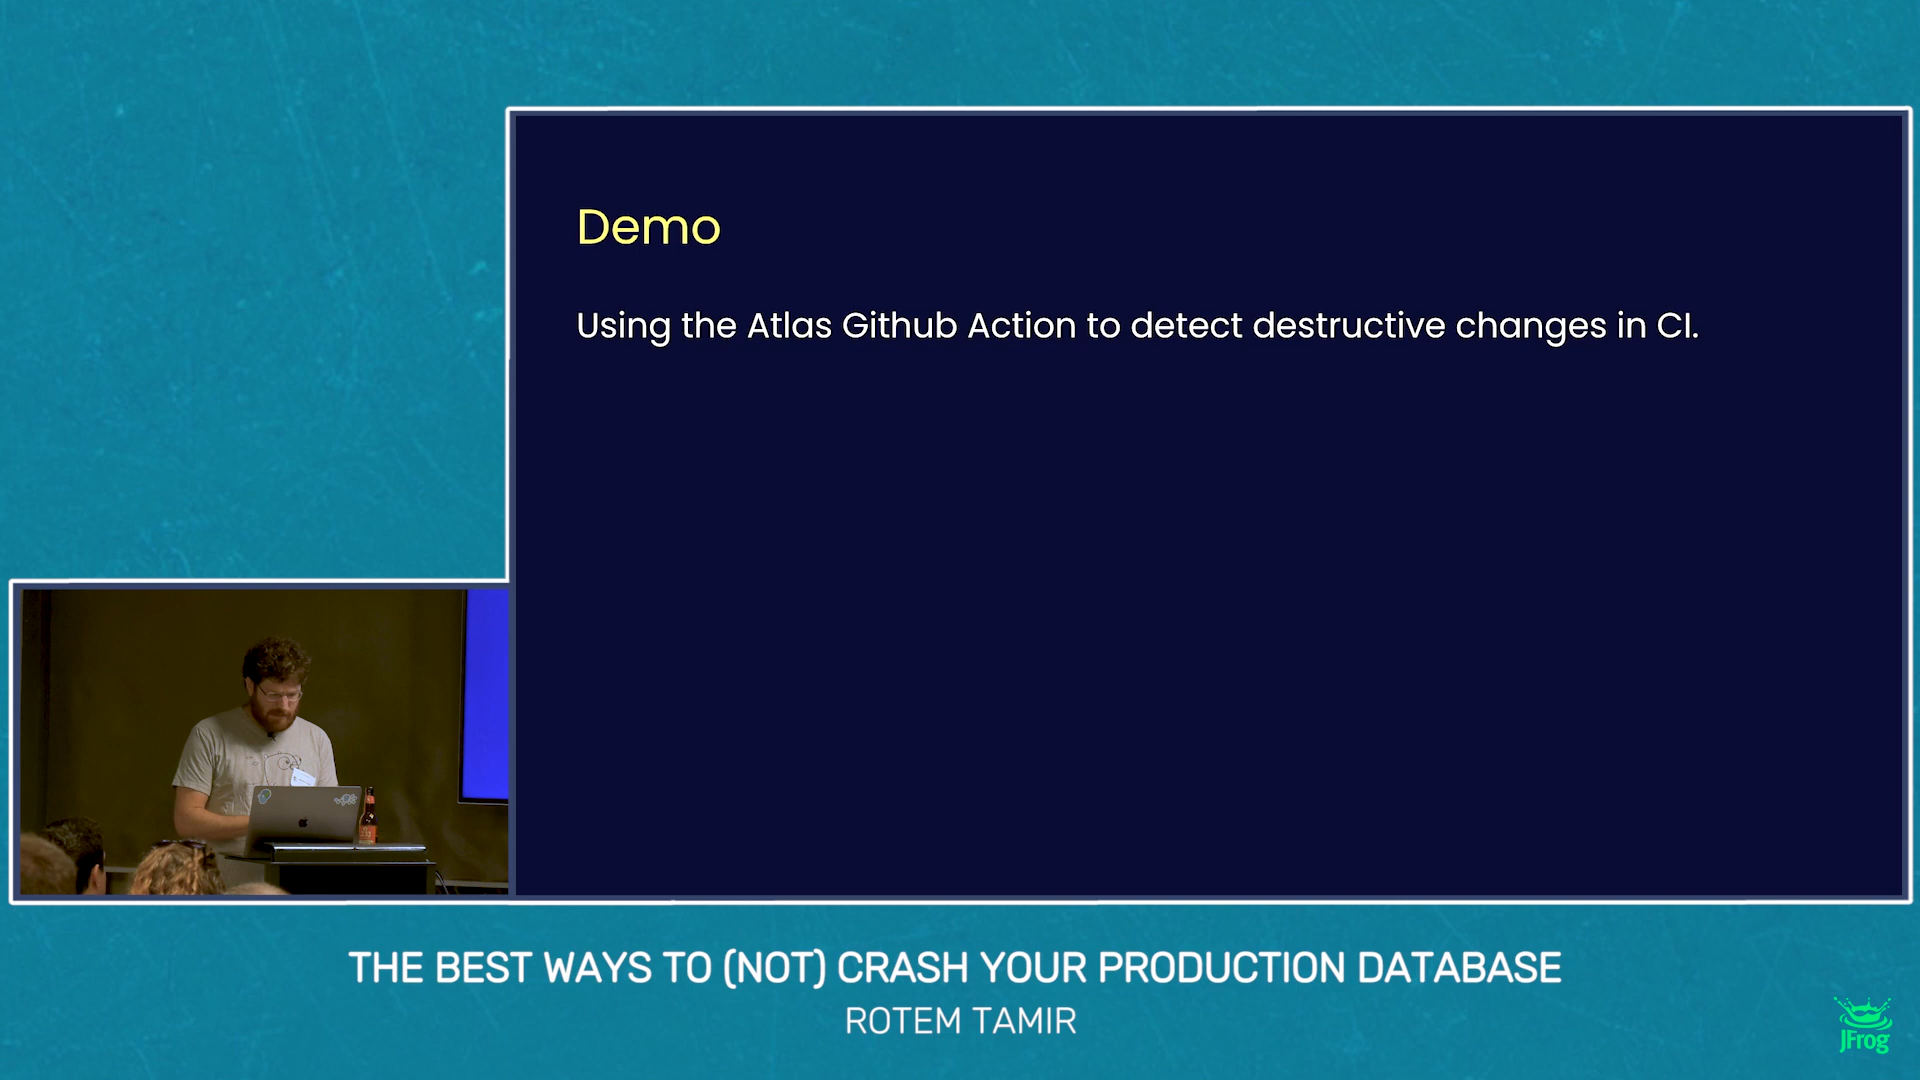 Demo
Using the Atlas Github Action to detect destructive changes in CI.
THE BEST WAYS TO (NOT) CRASH YOUR PRODUCTION DATABASE
ROTEM TAMIR
JFrog